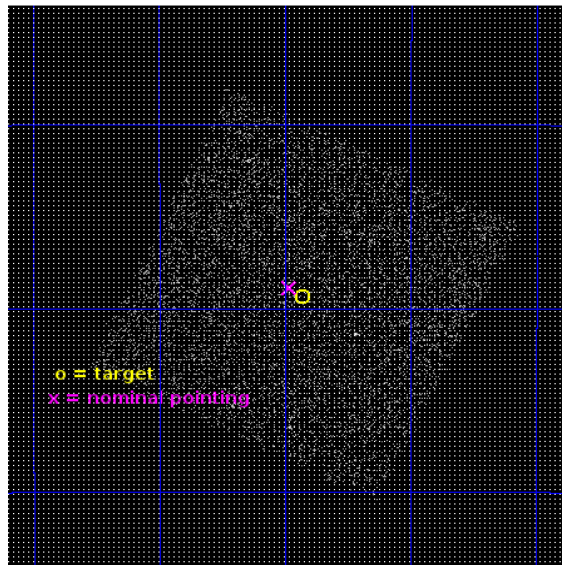 o = target
x = nominal pointing